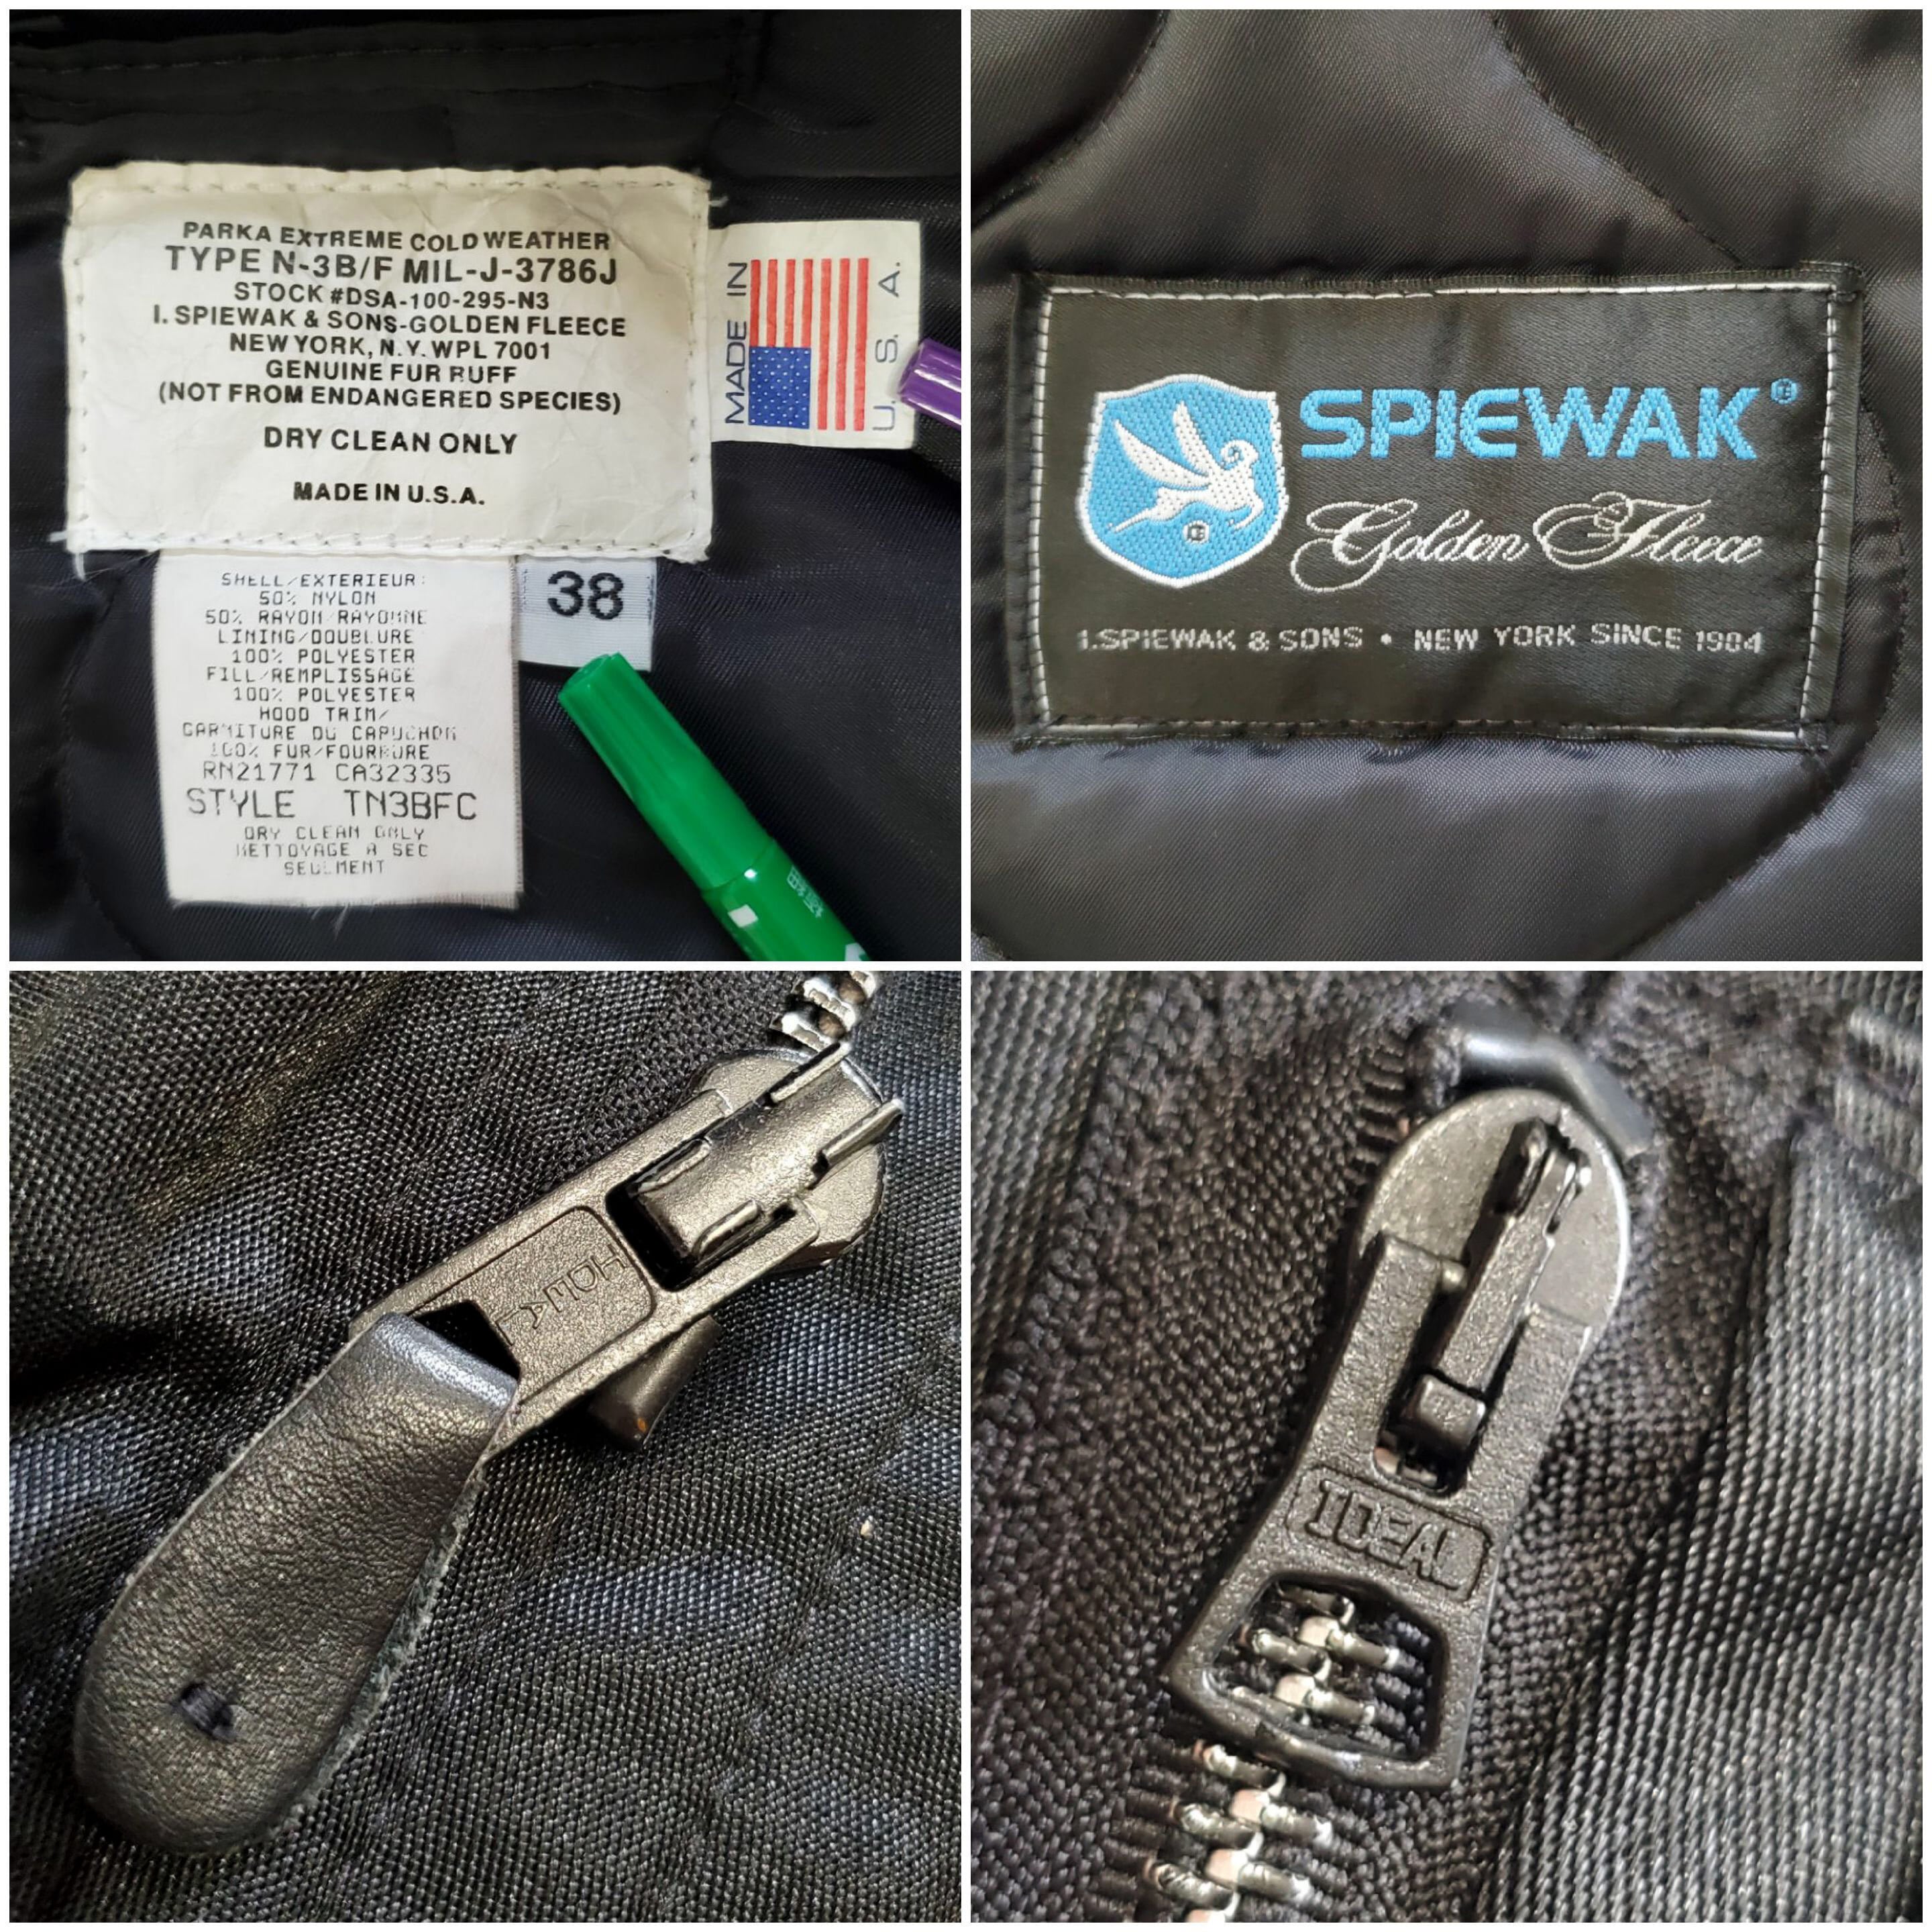 PARKA EXTREME COLD WEATHER
TYPE N-3B/F MIL-J-3786J
STOCK #DSA-100-295-N3
I. SPIEWAK & SONS-GOLDEN FLEECE
NEW YORK, N.Y. WPL 7001
GENUINE FUR RUFF
(NOT FROM ENDANGERED SPECIES)
DRY CLEAN ONLY
MADE IN U.S.A.
MADE IN
U. S. A.
38
SHELL/EXTERIEUR:
50% NYLON
50% RAYON/RAYONNE
LINING/DOUBLURE
100% POLYESTER
FILL/REMPLISSAGE
100% POLYESTER
HOOD TRIM/
GARNITURE DU CAPUCHON
100% FUR/FOURRURE
RN21771 CA32335
STYLE TN3BFC
DRY CLEAN ONLY
NETTOYAGE A SEC
SEULMENT
SPIEWAK®
Golden Fleece
I.SPIEWAK & SONS • NEW YORK SINCE 1904
HOWAL
IDEAL